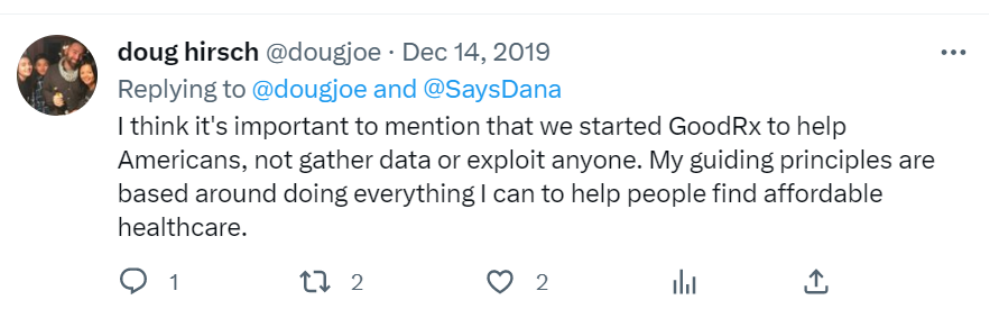 doug hirsch @dougjoe · Dec 14, 2019
Replying to @dougjoe and @SaysDana
I think it's important to mention that we started GoodRx to help
Americans, not gather data or exploit anyone. My guiding principles are
based around doing everything I can to help people find affordable
healthcare.
1 2 2